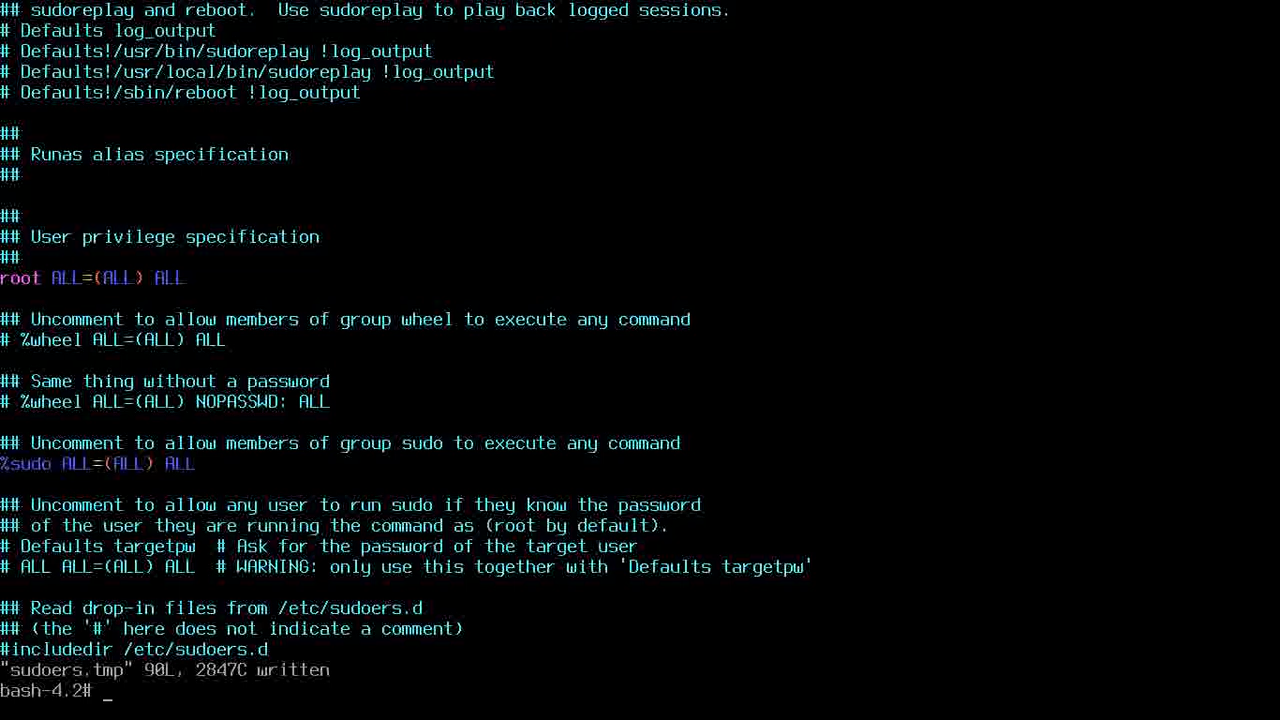 ## sudoreplay and reboot.  Use sudoreplay to play back logged sessions.
# Defaults log_output
# Defaults!/usr/bin/sudoreplay !log_output
# Defaults!/usr/local/bin/sudoreplay !log_output
# Defaults!/sbin/reboot !log_output
##
## Runas alias specification
##
##
## User privilege specification
##
root ALL=(ALL) ALL
## Uncomment to allow members of group wheel to execute any command
# %wheel ALL=(ALL) ALL
## Same thing without a password
# %wheel ALL=(ALL) NOPASSWD: ALL
## Uncomment to allow members of group sudo to execute any command
%sudo ALL=(ALL) ALL
## Uncomment to allow any user to run sudo if they know the password
## of the user they are running the command as (root by default).
# Defaults targetpw  # Ask for the password of the target user
# ALL ALL=(ALL) ALL  # WARNING: only use this together with 'Defaults targetpw'
## Read drop-in files from /etc/sudoers.d
## (the '#' here does not indicate a comment)
#includedir /etc/sudoers.d
"sudoers.tmp" 90L, 2847C written
bash-4.2# _